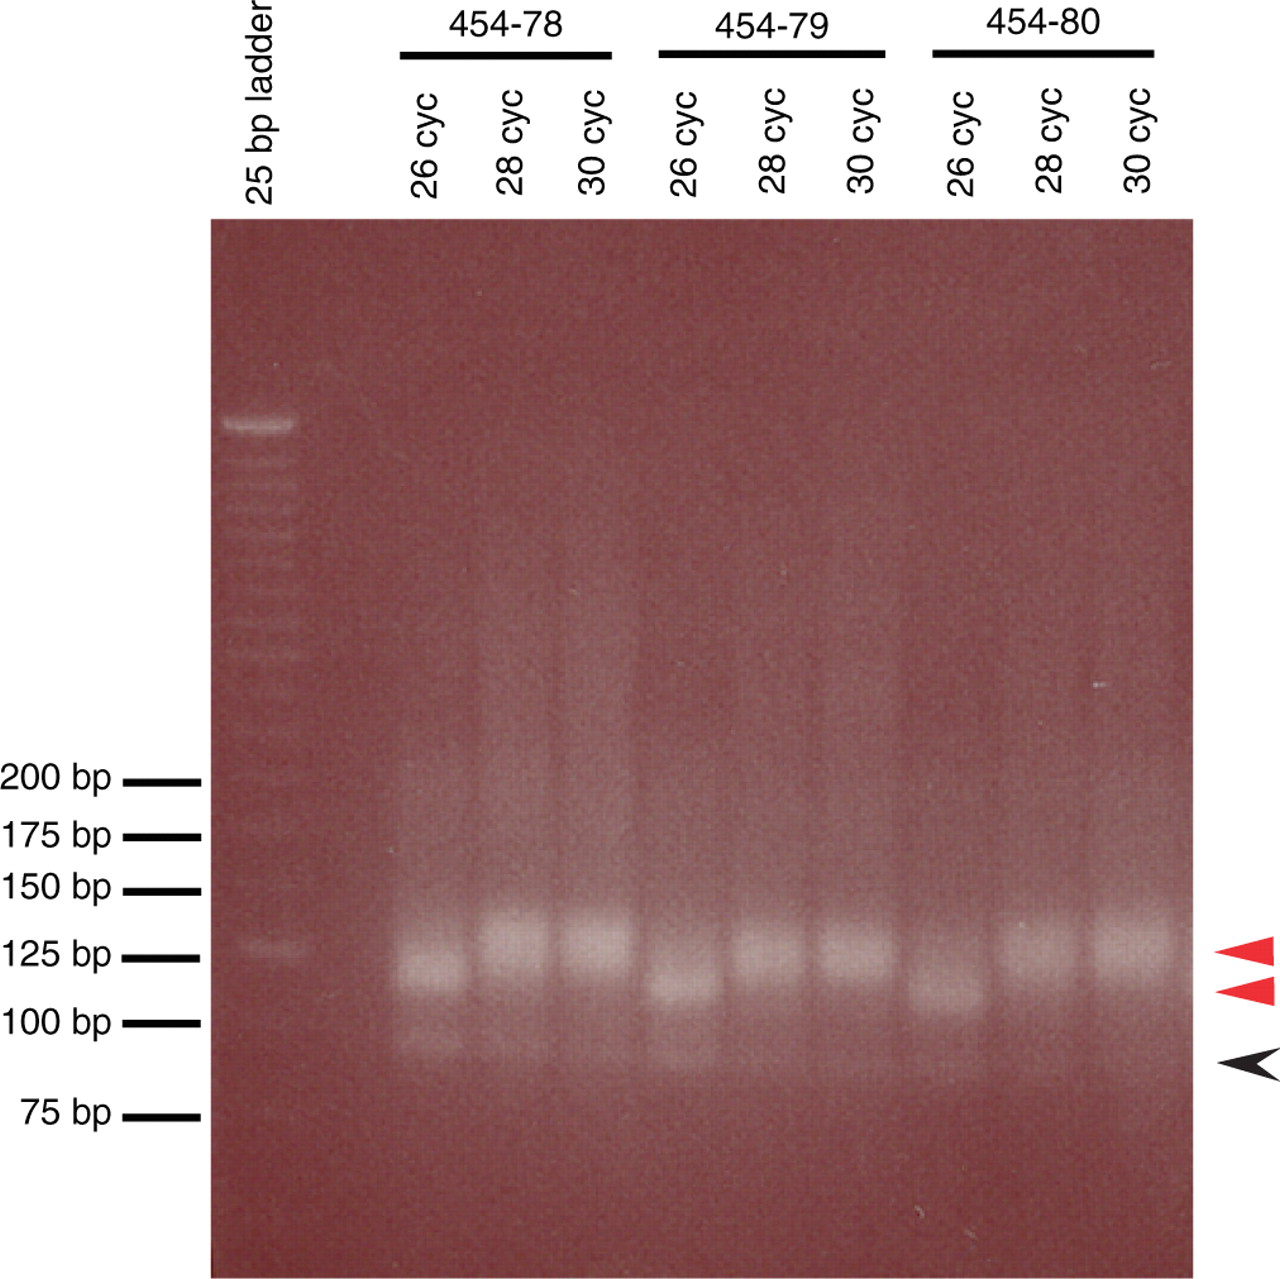 454-78
454-79
454-80
25 bp ladder
26 cyc
28 cyc
30 cyc
26 cyc
28 cyc
30 cyc
26 cyc
28 cyc
30 cyc
200 bp
175 bp
150 bp
125 bp
100 bp
75 bp